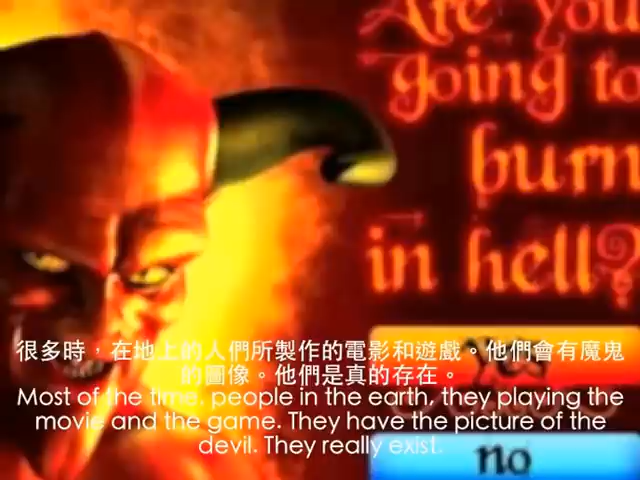 Are you
going to
burn
in hell?
Yes
很多時，在地上的人們所製作的電影和遊戲。他們會有魔鬼
的圖像。他們是真的存在。
Most of the time, people in the earth, they playing the
movie and the game. They have the picture of the
devil. They really exist.
no